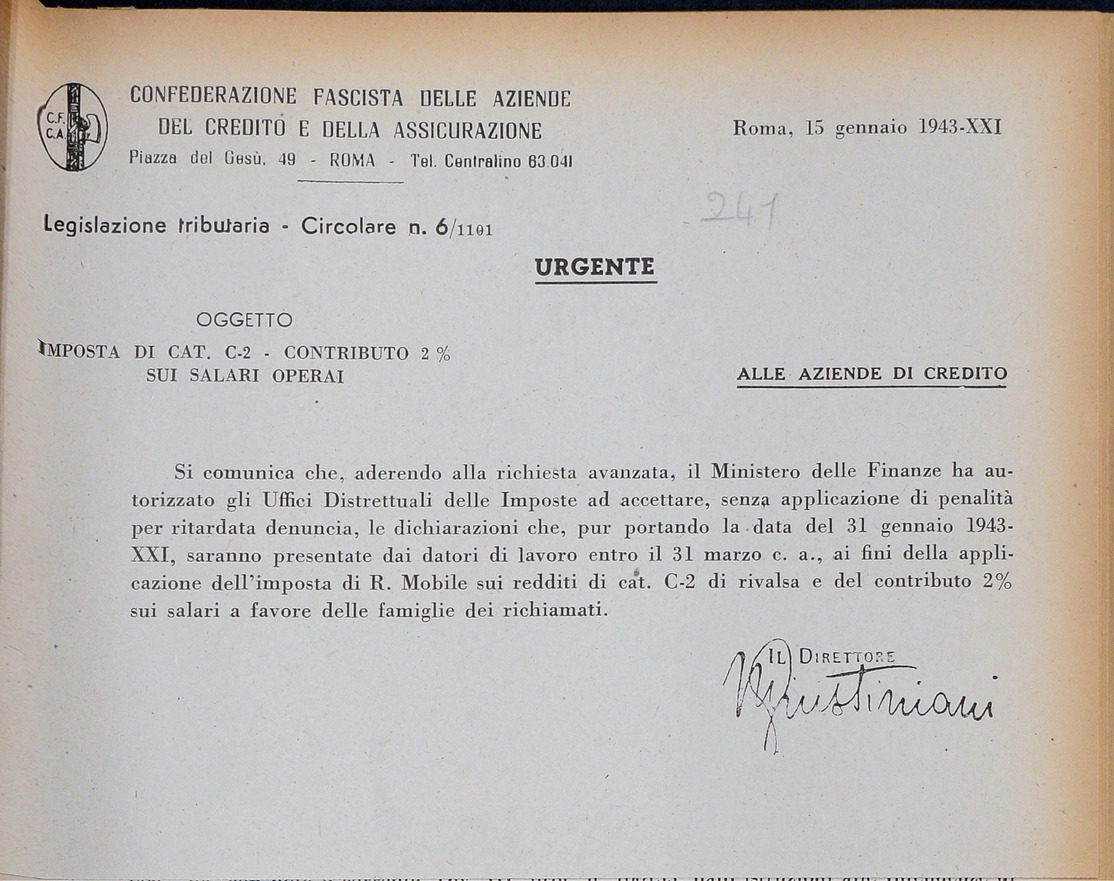 C.F.
C.A.
CONFEDERAZIONE FASCISTA DELLE AZIENDE
DEL CREDITO E DELLA ASSICURAZIONE
Piazza del Gesù, 49 - ROMA - Tel. Centralino 63.041
Roma, 15 gennaio 1943-XXI
241
Legislazione tributaria - Circolare n. 6/1101
URGENTE
OGGETTO
IMPOSTA DI CAT. C-2 - CONTRIBUTO 2 %
SUI SALARI OPERAI
ALLE AZIENDE DI CREDITO
Si comunica che, aderendo alla richiesta avanzata, il Ministero delle Finanze ha au-
torizzato gli Uffici Distrettuali delle Imposte ad accettare, senza applicazione di penalità
per ritardata denuncia, le dichiarazioni che, pur portando la data del 31 gennaio 1943-
XXI, saranno presentate dai datori di lavoro entro il 31 marzo c. a., ai fini della appli-
cazione dell'imposta di R. Mobile sui redditi di cat. C-2 di rivalsa e del contributo 2%
sui salari a favore delle famiglie dei richiamati.
IL DIRETTORE
Giustiniani